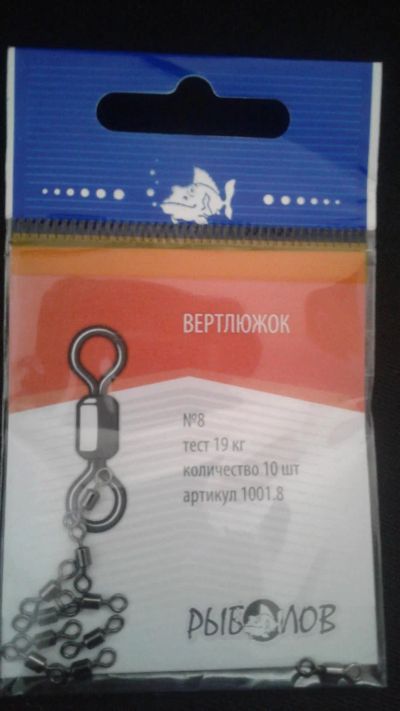 ВЕРТЛЮЖОК
№8
тест 19 кг
количество 10 шт
артикул 1001.8
РЫБОЛОВ